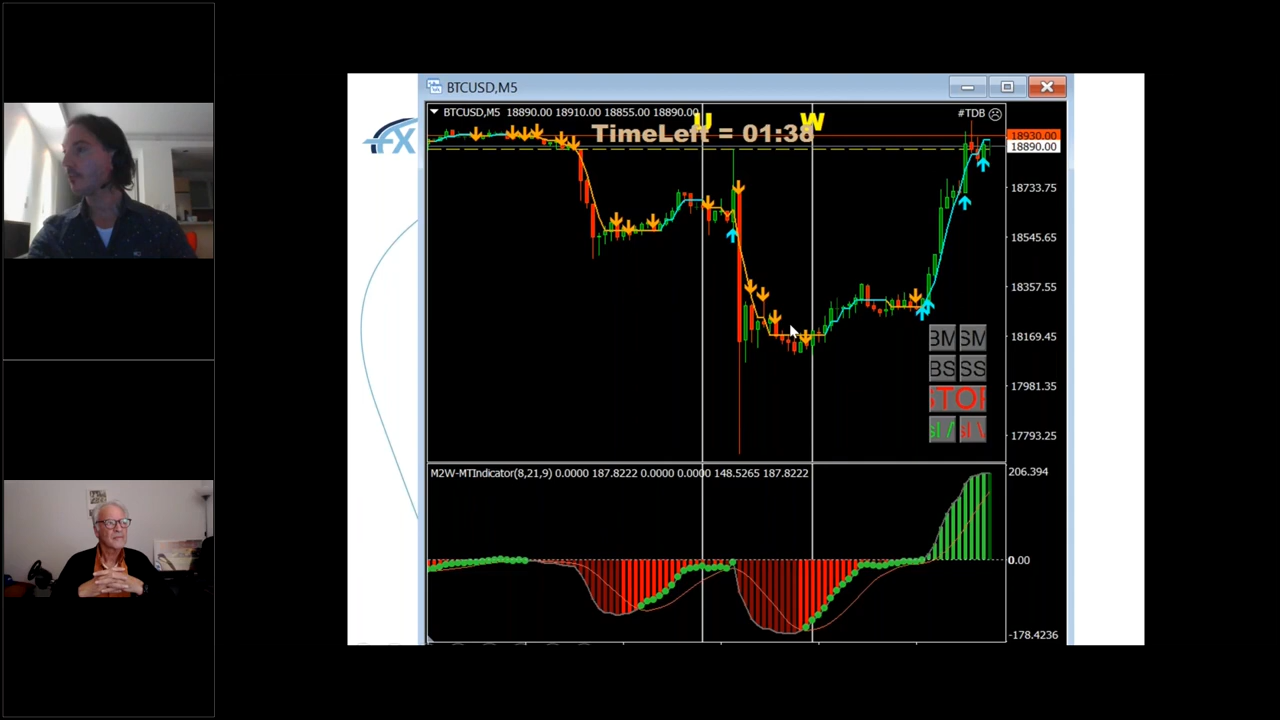 BTCUSD,M5
BTCUSD,M5 18890.00 18910.00 18855.00 18890.00
#TDB
U
W
TimeLeft = 01:38
FX
18930.00
18890.00
18733.75
18545.65
18357.55
18169.45
17981.35
17793.25
BM SM
BS SS
STOP
M2W-MTIndicator(8,21,9) 0.0000 187.8222 0.0000 0.0000 148.5265 187.8222
206.394
0.00
-178.4236